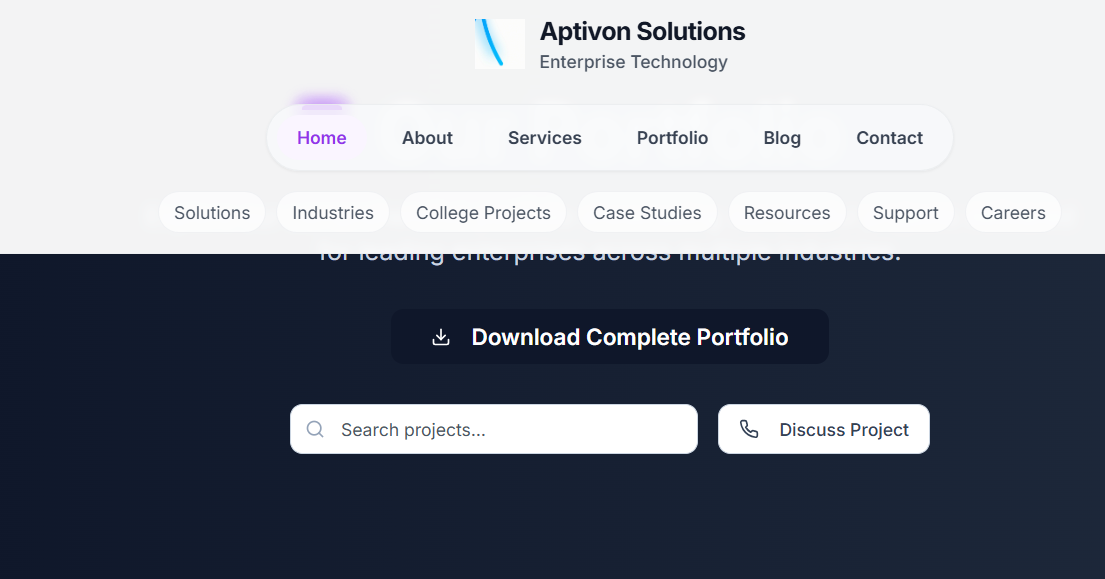 Aptivon Solutions
Enterprise Technology
Home About Services Portfolio Blog Contact
Solutions Industries College Projects Case Studies Resources Support Careers
for leading enterprises across multiple industries.
Download Complete Portfolio
Search projects... Discuss Project